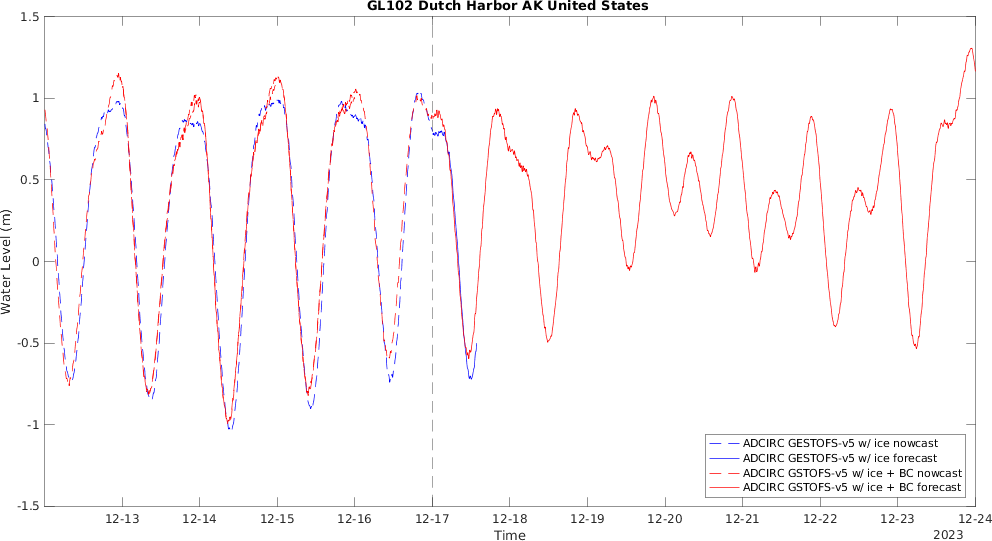 GL102 Dutch Harbor AK United States
1.5
1
0.5
0
-0.5
-1
-1.5
Water Level (m)
ADCIRC GESTOFS-v5 w/ ice nowcast
ADCIRC GESTOFS-v5 w/ ice forecast
ADCIRC GSTOFS-v5 w/ ice + BC nowcast
ADCIRC GSTOFS-v5 w/ ice + BC forecast
12-13 12-14 12-15 12-16 12-17 12-18 12-19 12-20 12-21 12-22 12-23 12-24
Time
2023